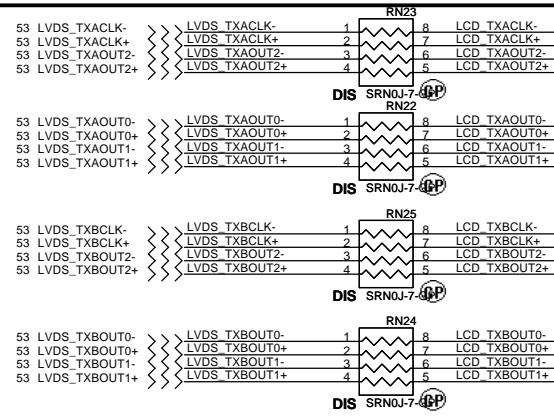 RN23
53 LVDS_TXACLK- LVDS_TXACLK- 1 8 LCD_TXACLK-
53 LVDS_TXACLK+ LVDS_TXACLK+ 2 7 LCD_TXACLK+
53 LVDS_TXAOUT2- LVDS_TXAOUT2- 3 6 LCD_TXAOUT2-
53 LVDS_TXAOUT2+ LVDS_TXAOUT2+ 4 5 LCD_TXAOUT2+
DIS SRN0J-7-GP
RN22
53 LVDS_TXAOUT0- LVDS_TXAOUT0- 1 8 LCD_TXAOUT0-
53 LVDS_TXAOUT0+ LVDS_TXAOUT0+ 2 7 LCD_TXAOUT0+
53 LVDS_TXAOUT1- LVDS_TXAOUT1- 3 6 LCD_TXAOUT1-
53 LVDS_TXAOUT1+ LVDS_TXAOUT1+ 4 5 LCD_TXAOUT1+
DIS SRN0J-7-GP
RN25
53 LVDS_TXBCLK- LVDS_TXBCLK- 1 8 LCD_TXBCLK-
53 LVDS_TXBCLK+ LVDS_TXBCLK+ 2 7 LCD_TXBCLK+
53 LVDS_TXBOUT2- LVDS_TXBOUT2- 3 6 LCD_TXBOUT2-
53 LVDS_TXBOUT2+ LVDS_TXBOUT2+ 4 5 LCD_TXBOUT2+
DIS SRN0J-7-GP
RN24
53 LVDS_TXBOUT0- LVDS_TXBOUT0- 1 8 LCD_TXBOUT0-
53 LVDS_TXBOUT0+ LVDS_TXBOUT0+ 2 7 LCD_TXBOUT0+
53 LVDS_TXBOUT1- LVDS_TXBOUT1- 3 6 LCD_TXBOUT1-
53 LVDS_TXBOUT1+ LVDS_TXBOUT1+ 4 5 LCD_TXBOUT1+
DIS SRN0J-7-GP